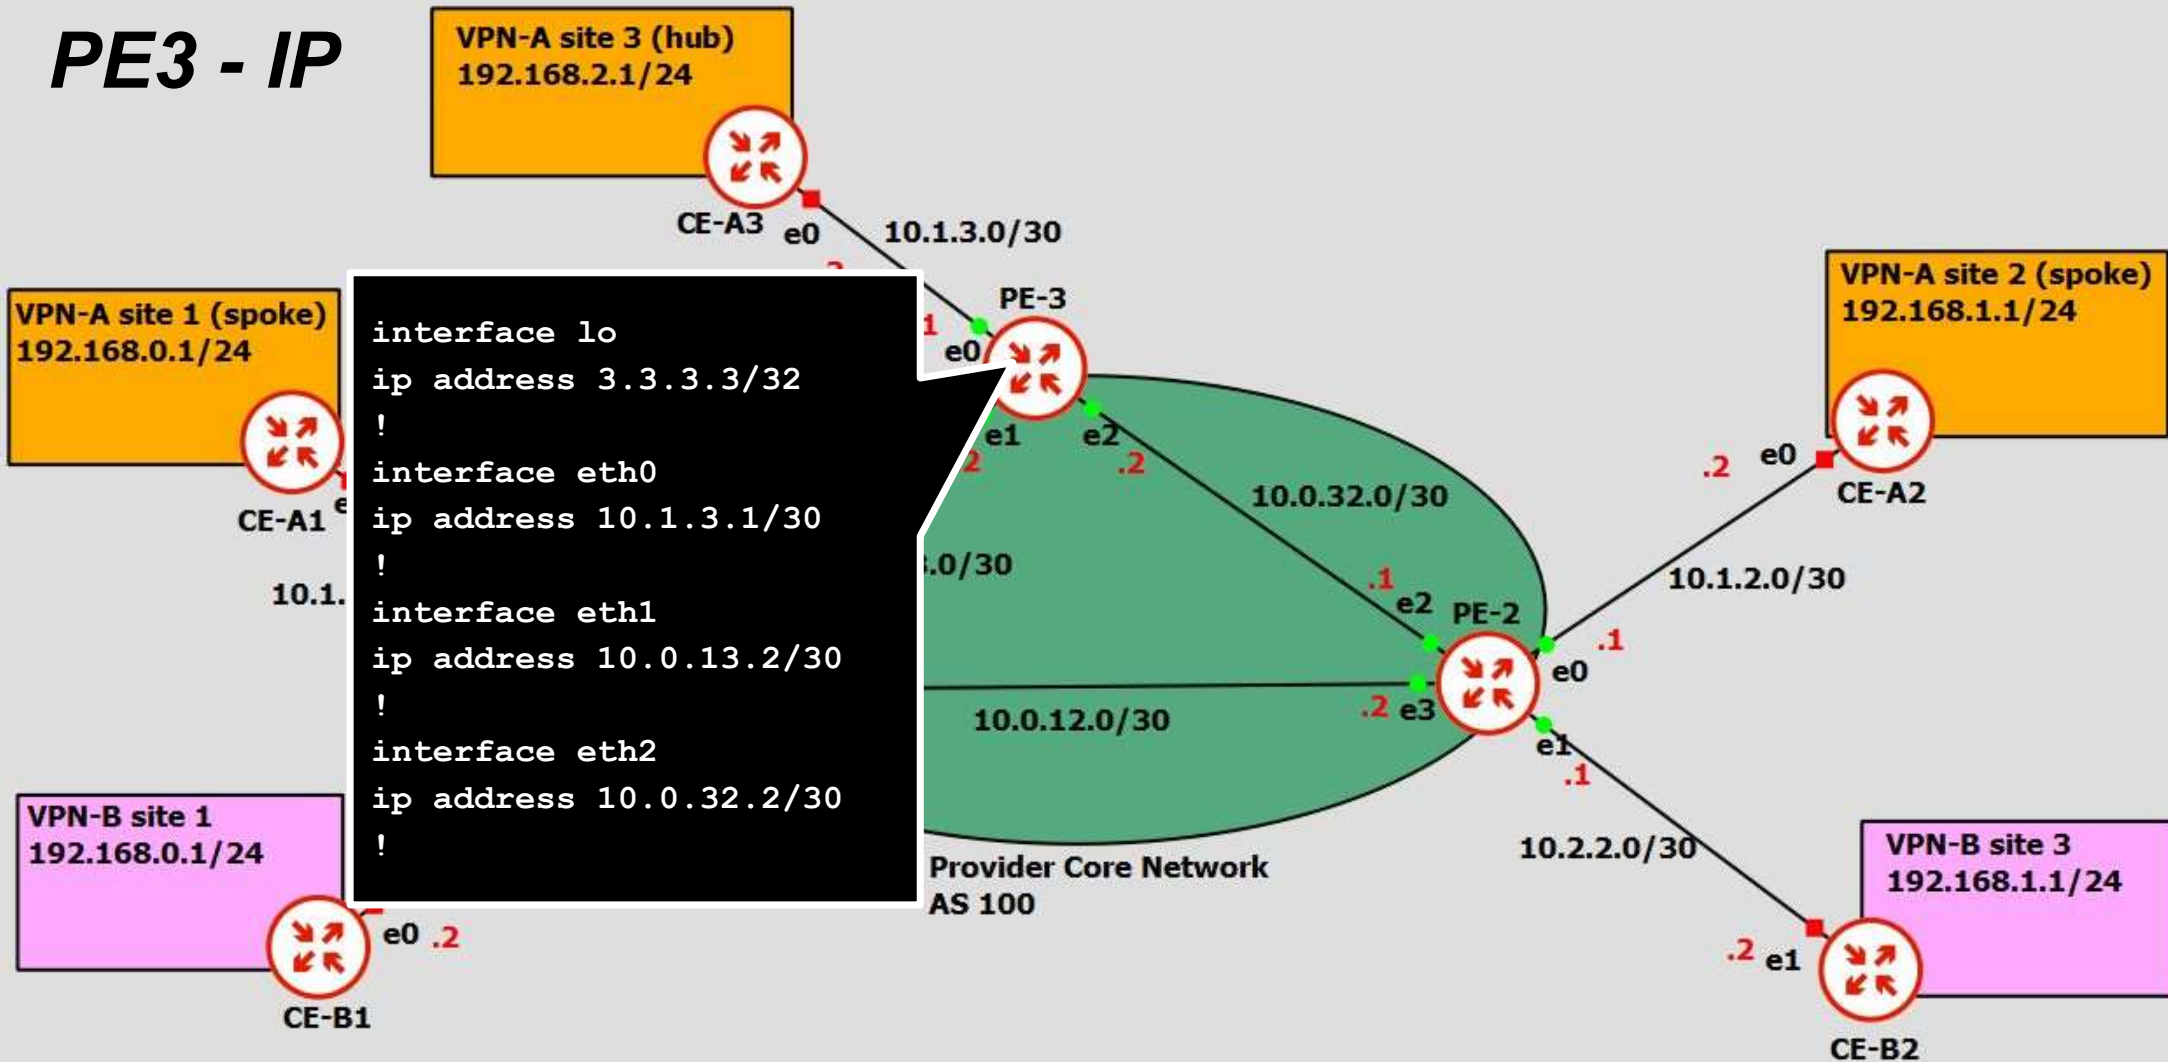 PE3 - IP
VPN-A site 3 (hub)
192.168.2.1/24
CE-A3
e0
10.1.3.0/30
VPN-A site 1 (spoke)
192.168.0.1/24
CE-A1
10.1.
interface lo
ip address 3.3.3.3/32
!
interface eth0
ip address 10.1.3.1/30
!
interface eth1
ip address 10.0.13.2/30
!
interface eth2
ip address 10.0.32.2/30
!
PE-3
1
e0
e1
2
e2
.2
10.0.32.0/30
.0/30
.1
e2
PE-2
10.0.12.0/30
.2
e3
e0
.1
e1
.1
VPN-A site 2 (spoke)
192.168.1.1/24
.2
e0
CE-A2
10.1.2.0/30
VPN-B site 1
192.168.0.1/24
e0
.2
CE-B1
Provider Core Network
AS 100
10.2.2.0/30
VPN-B site 3
192.168.1.1/24
.2
e1
CE-B2